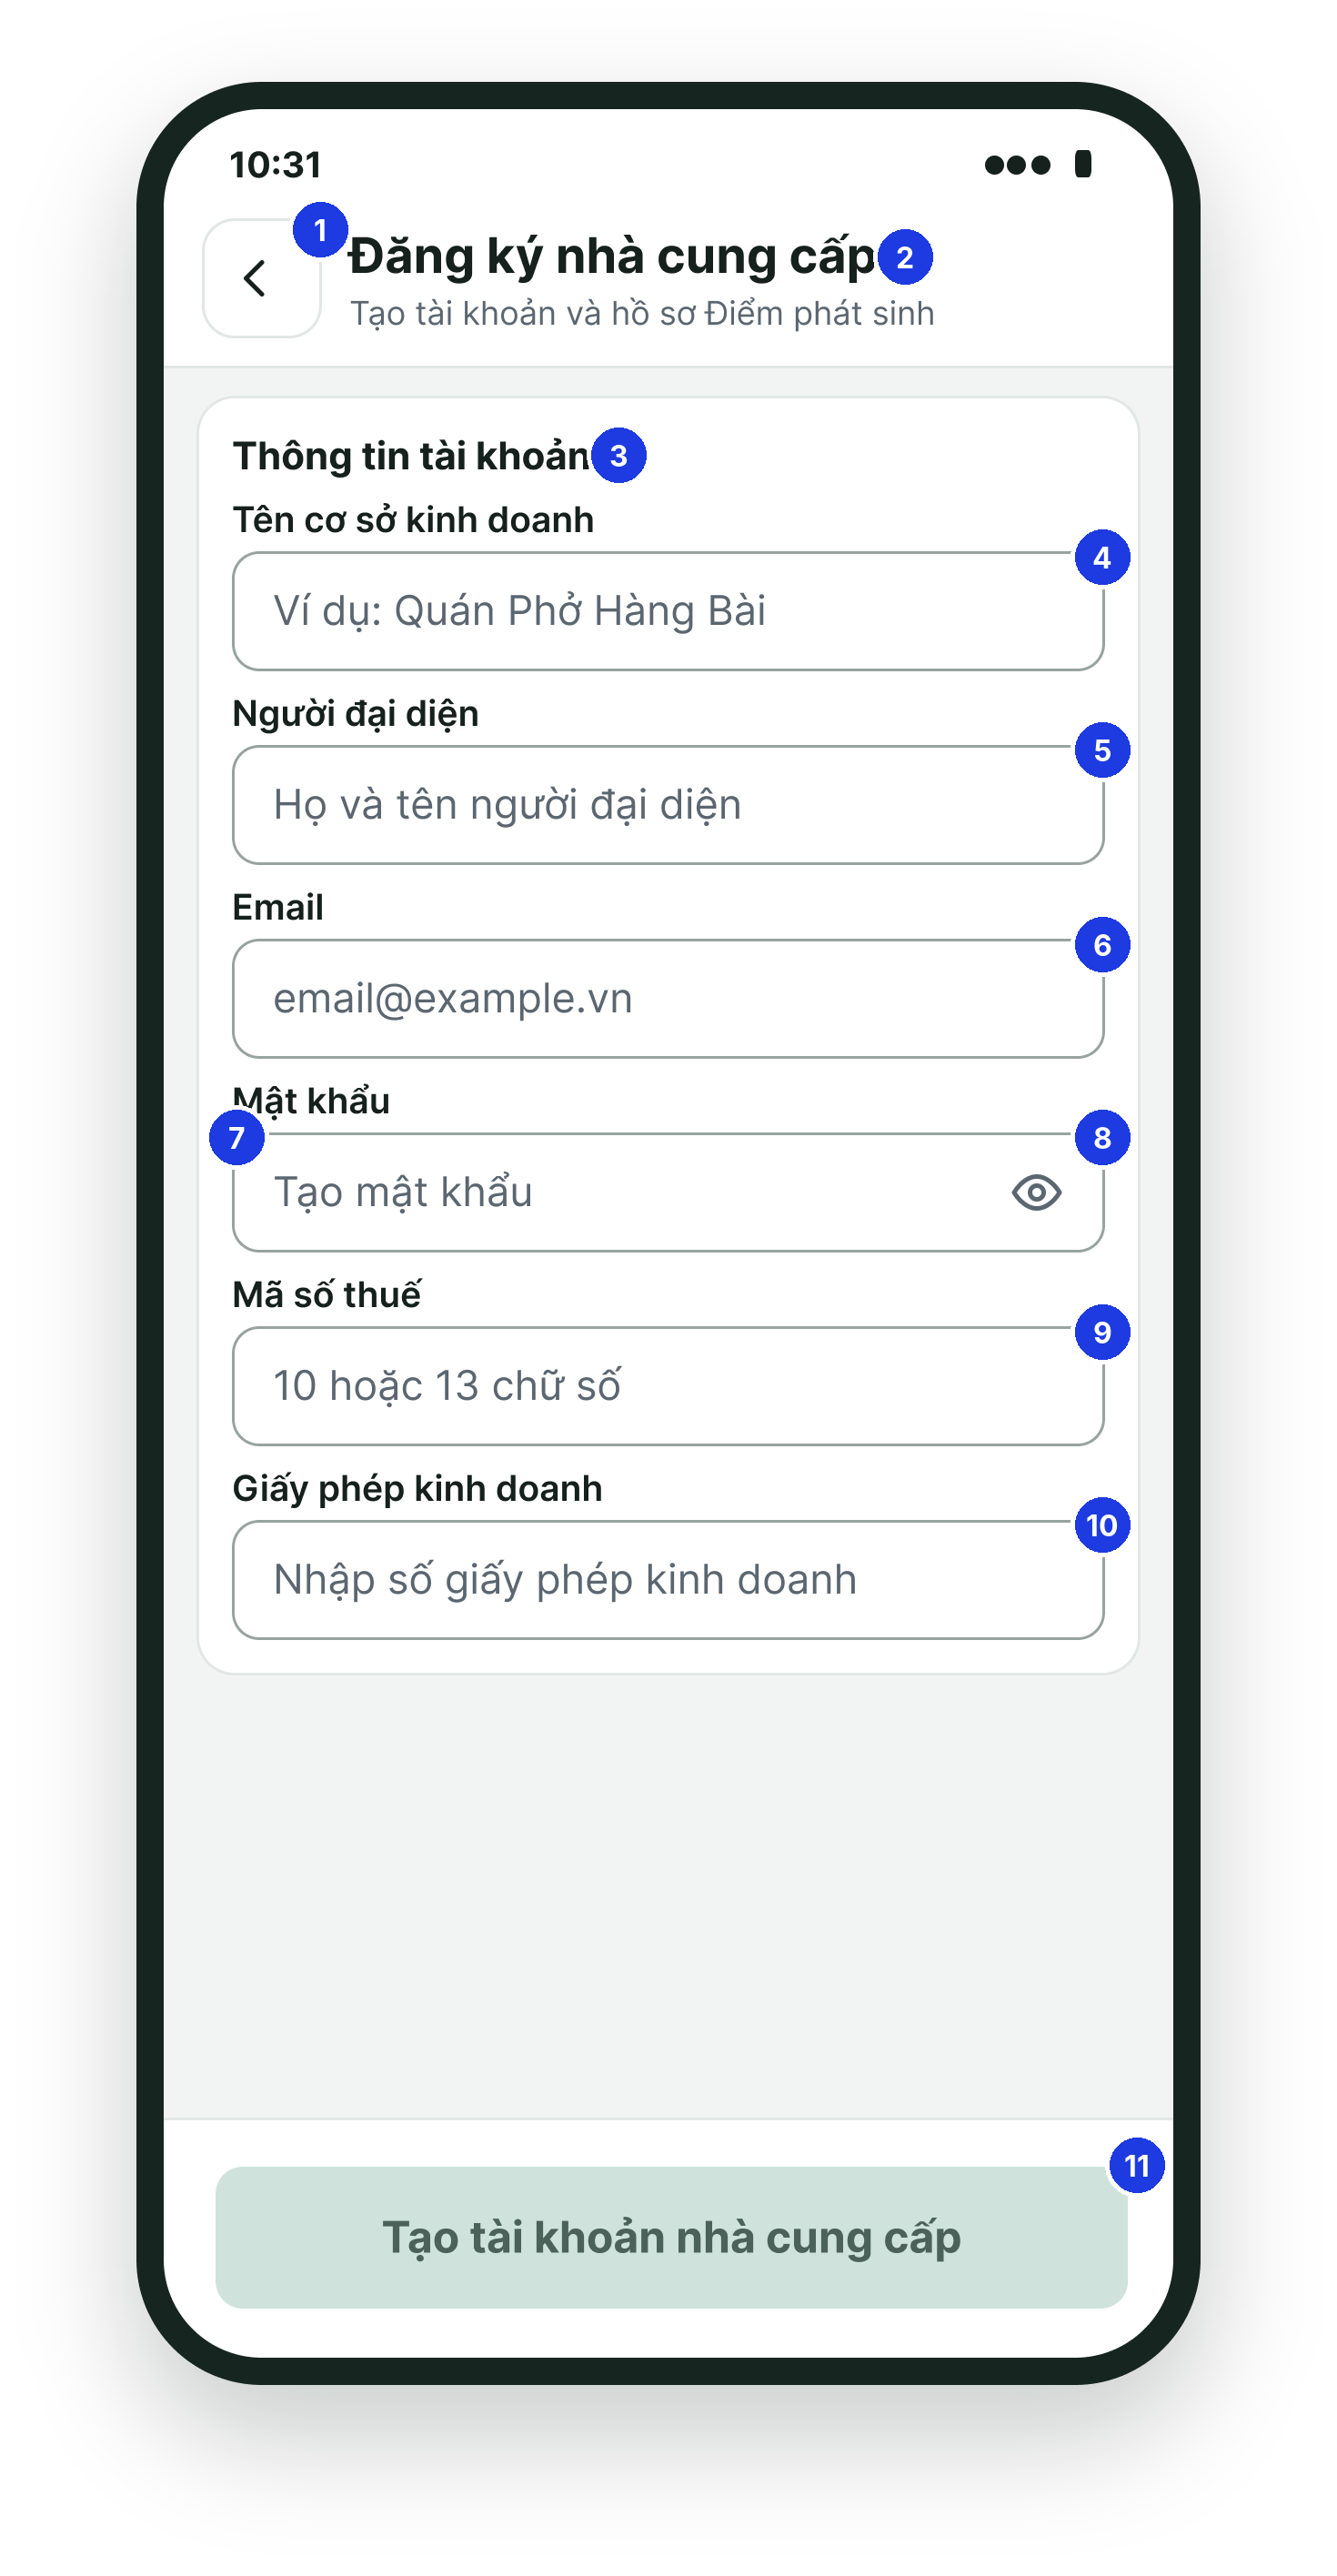 10:31
1
Đăng ký nhà cung cấp 2
Tạo tài khoản và hồ sơ Điểm phát sinh
Thông tin tài khoản 3
Tên cơ sở kinh doanh
4
Ví dụ: Quán Phở Hàng Bài
Người đại diện
5
Họ và tên người đại diện
Email
6
email@example.vn
Mật khẩu
7 8
Tạo mật khẩu
Mã số thuế
9
10 hoặc 13 chữ số
Giấy phép kinh doanh
10
Nhập số giấy phép kinh doanh
11
Tạo tài khoản nhà cung cấp